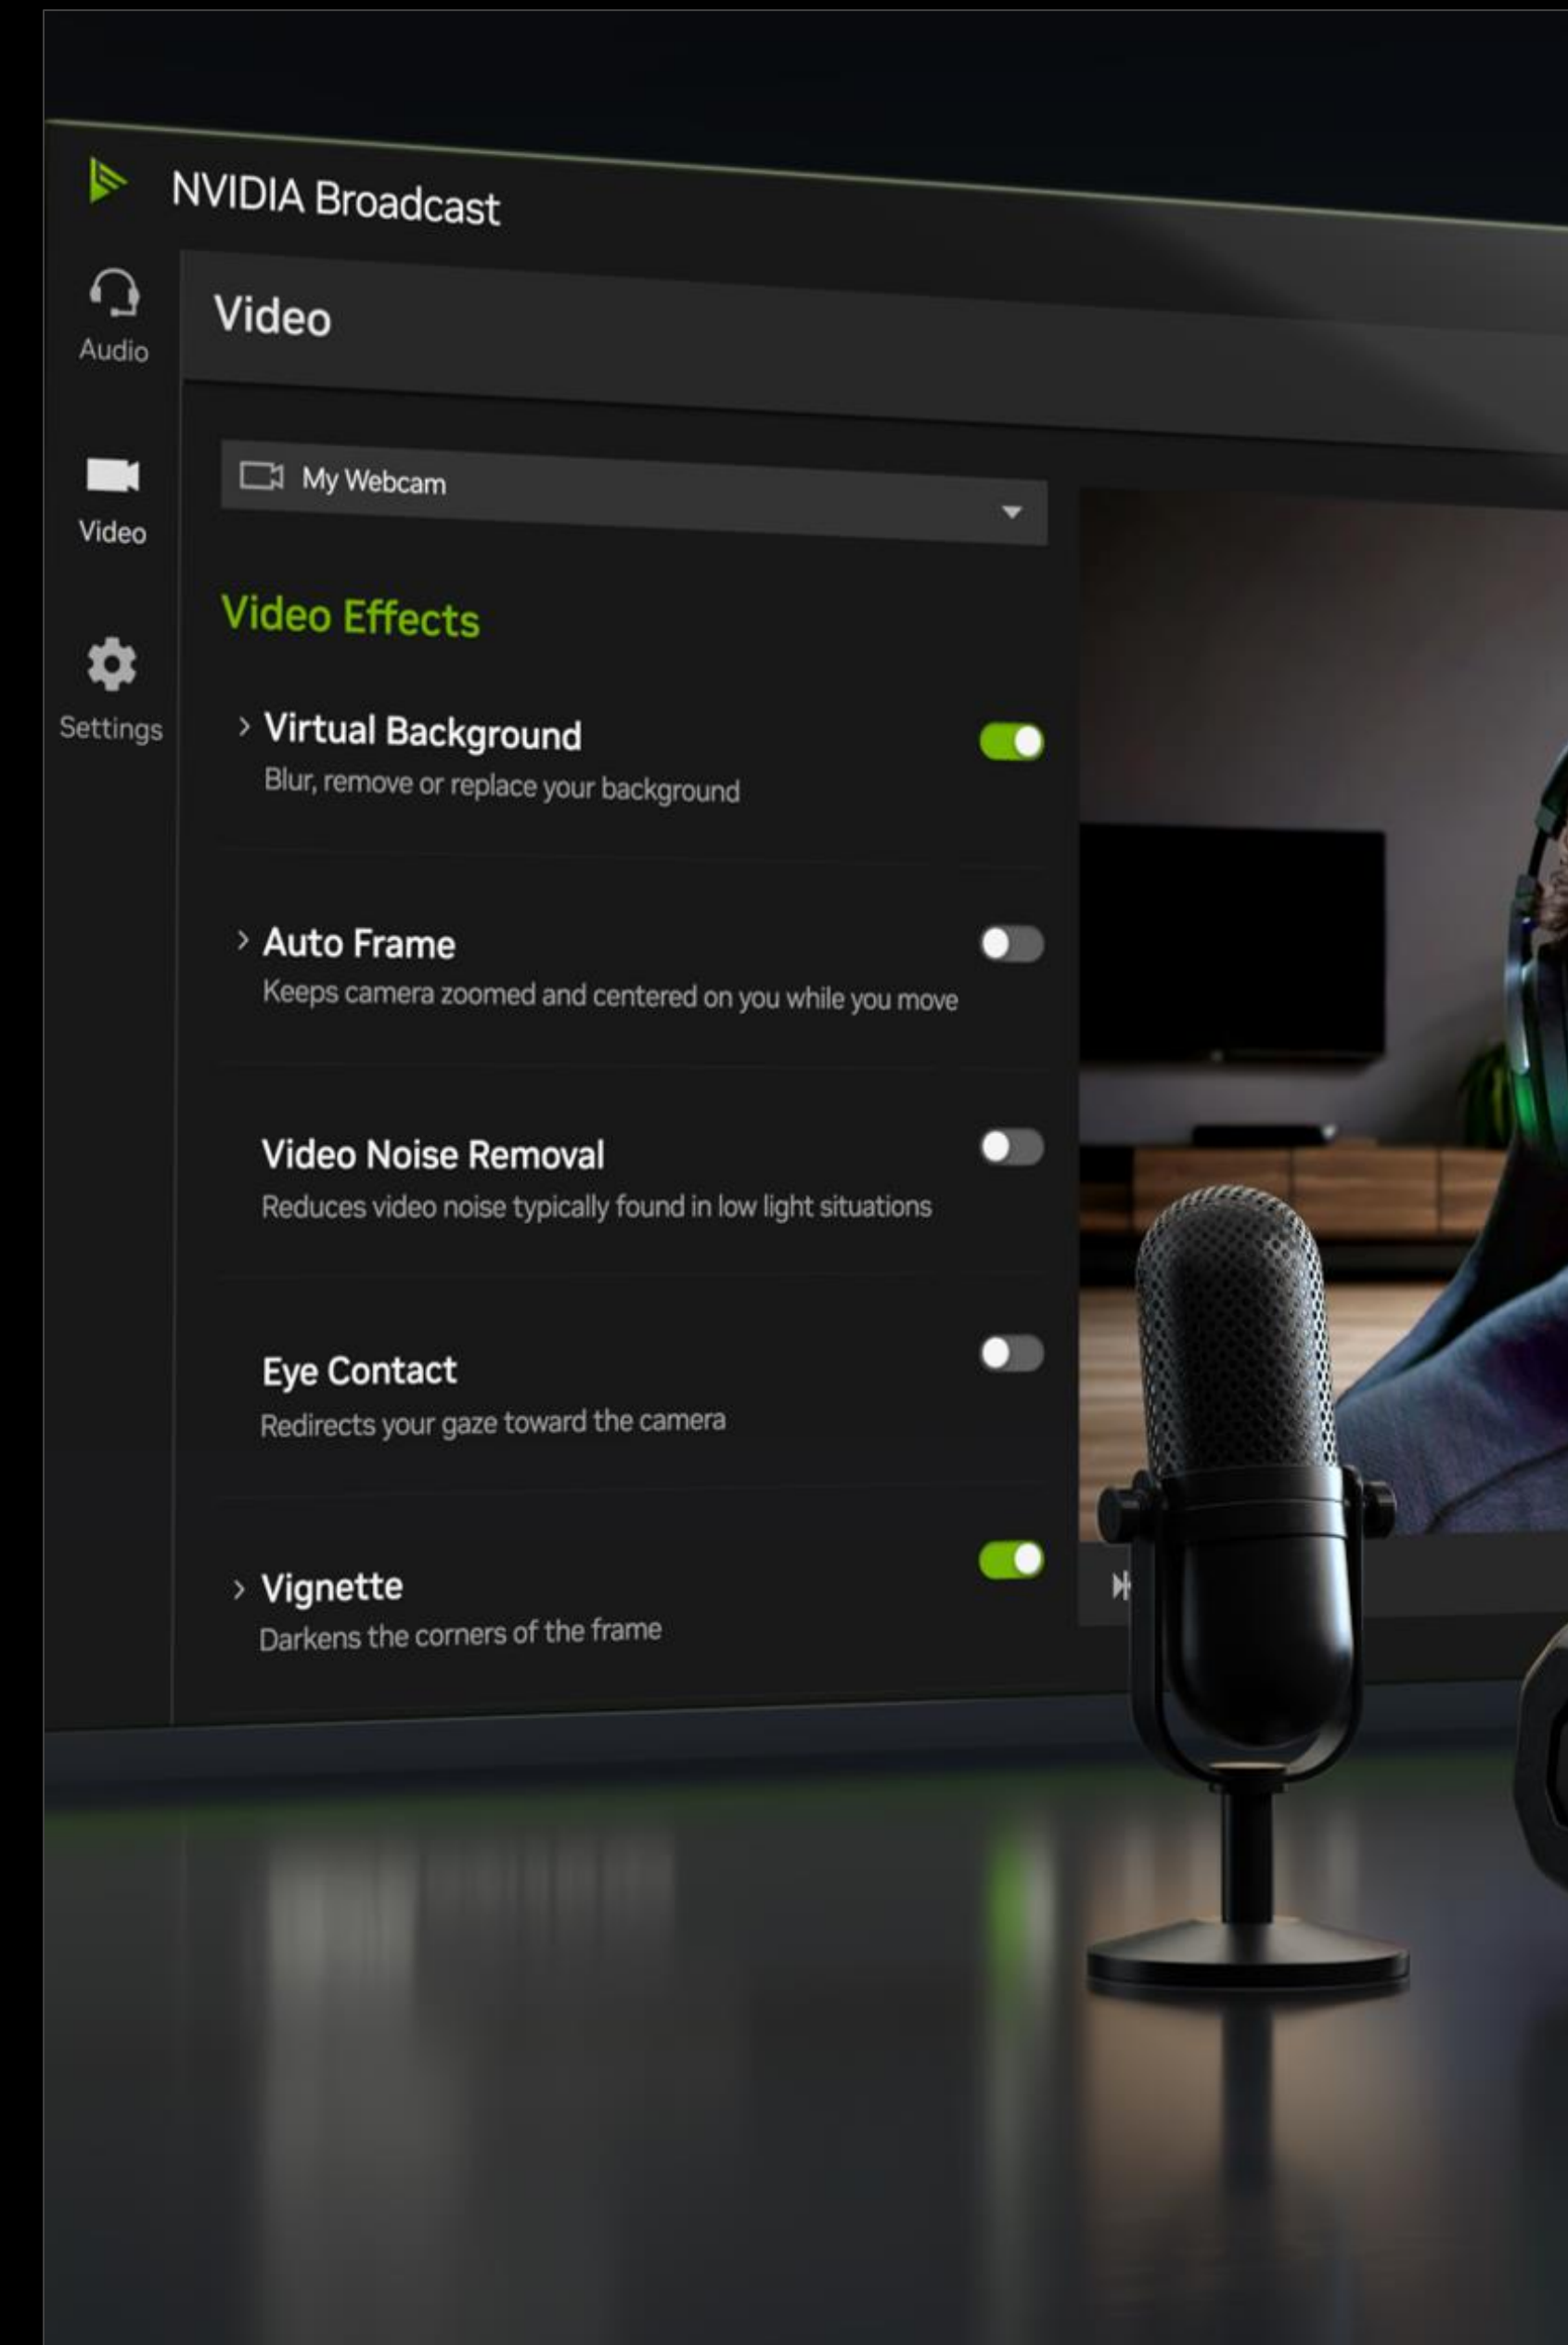 NVIDIA Broadcast
Audio
Video
Settings
Video
My Webcam
Video Effects
Virtual Background
Blur, remove or replace your background
Auto Frame
Keeps camera zoomed and centered on you while you move
Video Noise Removal
Reduces video noise typically found in low light situations
Eye Contact
Redirects your gaze toward the camera
Vignette
Darkens the corners of the frame